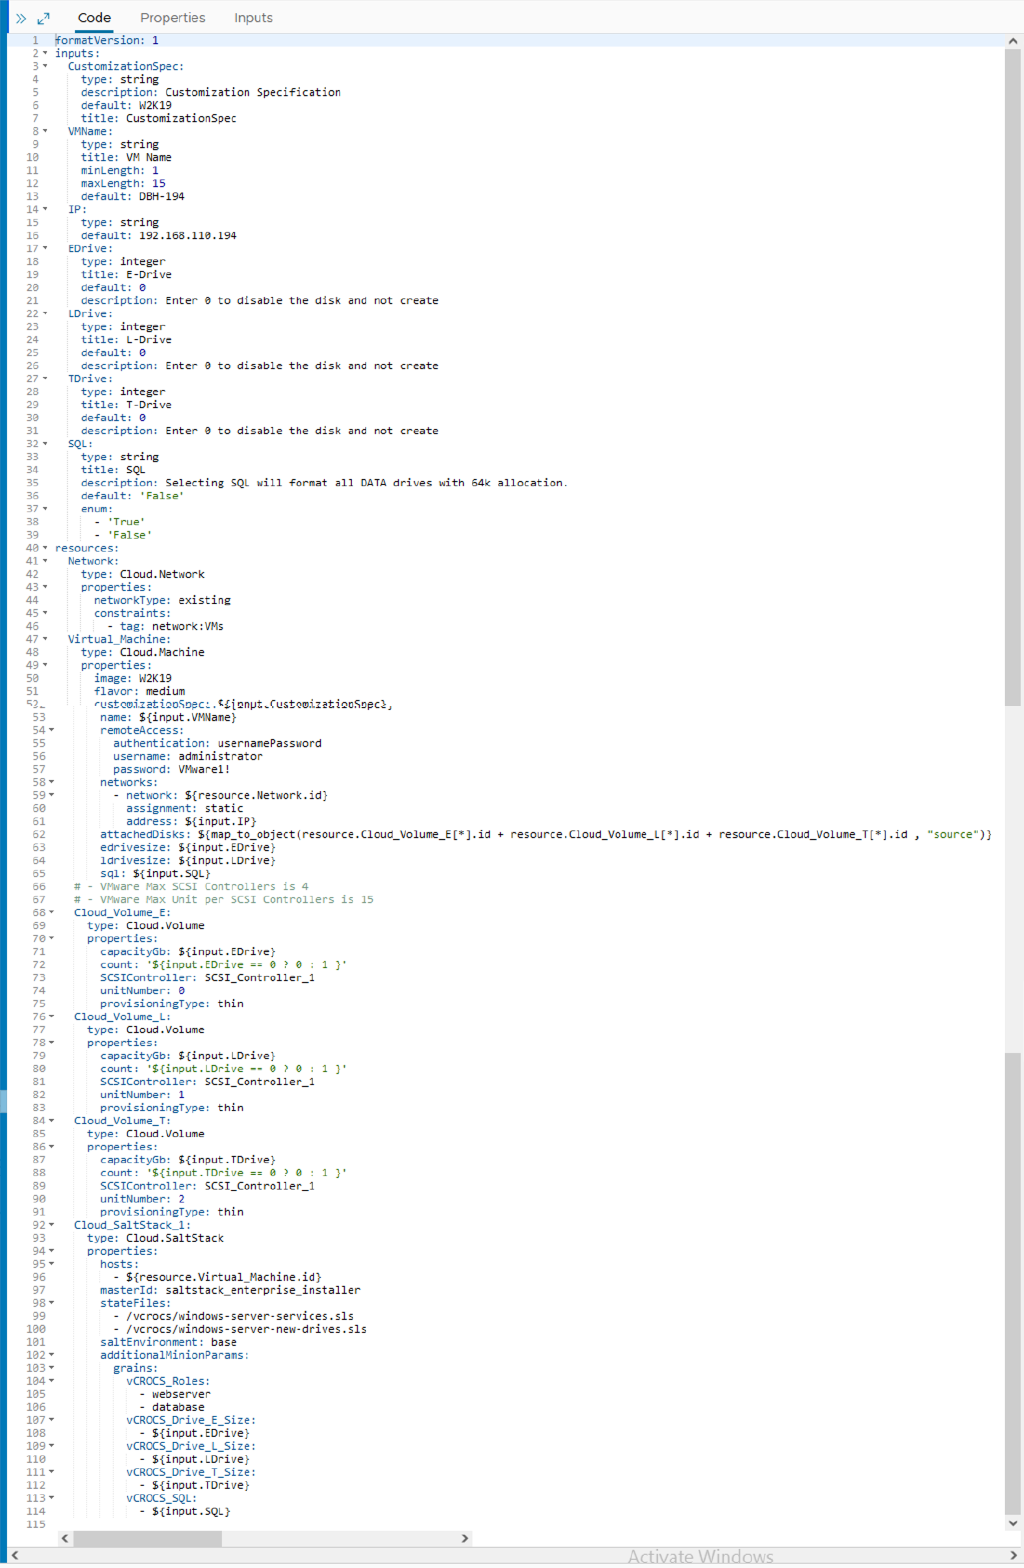 Code Properties Inputs
1 formatVersion: 1
2 inputs:
3 CustomizationSpec:
4 type: string
5 description: Customization Specification
6 default: W2K19
7 title: CustomizationSpec
8 VMName:
9 type: string
10 title: VM Name
11 minLength: 1
12 maxLength: 15
13 default: DBH-194
14 IP:
15 type: string
16 default: 192.168.110.194
17 EDrive:
18 type: integer
19 title: E-Drive
20 default: 0
21 description: Enter 0 to disable the disk and not create
22 LDrive:
23 type: integer
24 title: L-Drive
25 default: 0
26 description: Enter 0 to disable the disk and not create
27 TDrive:
28 type: integer
29 title: T-Drive
30 default: 0
31 description: Enter 0 to disable the disk and not create
32 SQL:
33 type: string
34 title: SQL
35 description: Selecting SQL will format all DATA drives with 64k allocation.
36 default: 'False'
37 enum:
38 - 'True'
39 - 'False'
40 resources:
41 Network:
42 type: Cloud.Network
43 properties:
44 networkType: existing
45 constraints:
46 - tag: network:VMs
47 Virtual_Machine:
48 type: Cloud.Machine
49 properties:
50 image: W2K19
51 flavor: medium
52 customizationSpec: ${input.CustomizationSpec}
53 name: ${input.VMName}
54 remoteAccess:
55 authentication: usernamePassword
56 username: administrator
57 password: VMware1!
58 networks:
59 - network: ${resource.Network.id}
60 assignment: static
61 address: ${input.IP}
62 attachedDisks: ${map_to_object(resource.Cloud_Volume_E[*].id + resource.Cloud_Volume_L[*].id + resource.Cloud_Volume_T[*].id , "source")}
63 edrivesize: ${input.EDrive}
64 ldrivesize: ${input.LDrive}
65 sql: ${input.SQL}
66 # - VMware Max SCSI Controllers is 4
67 # - VMware Max Unit per SCSI Controllers is 15
68 Cloud_Volume_E:
69 type: Cloud.Volume
70 properties:
71 capacityGb: ${input.EDrive}
72 count: '${input.EDrive == 0 ? 0 : 1 }'
73 SCSIController: SCSI_Controller_1
74 unitNumber: 0
75 provisioningType: thin
76 Cloud_Volume_L:
77 type: Cloud.Volume
78 properties:
79 capacityGb: ${input.LDrive}
80 count: '${input.LDrive == 0 ? 0 : 1 }'
81 SCSIController: SCSI_Controller_1
82 unitNumber: 1
83 provisioningType: thin
84 Cloud_Volume_T:
85 type: Cloud.Volume
86 properties:
87 capacityGb: ${input.TDrive}
88 count: '${input.TDrive == 0 ? 0 : 1 }'
89 SCSIController: SCSI_Controller_1
90 unitNumber: 2
91 provisioningType: thin
92 Cloud_SaltStack_1:
93 type: Cloud.SaltStack
94 properties:
95 hosts:
96 - ${resource.Virtual_Machine.id}
97 masterId: saltstack_enterprise_installer
98 stateFiles:
99 - /vcrocs/windows-server-services.sls
100 - /vcrocs/windows-server-new-drives.sls
101 saltEnvironment: base
102 additionalMinionParams:
103 grains:
104 vCROCS_Roles:
105 - webserver
106 - database
107 vCROCS_Drive_E_Size:
108 - ${input.EDrive}
109 vCROCS_Drive_L_Size:
110 - ${input.LDrive}
111 vCROCS_Drive_T_Size:
112 - ${input.TDrive}
113 vCROCS_SQL:
114 - ${input.SQL}
115
Activate Windows